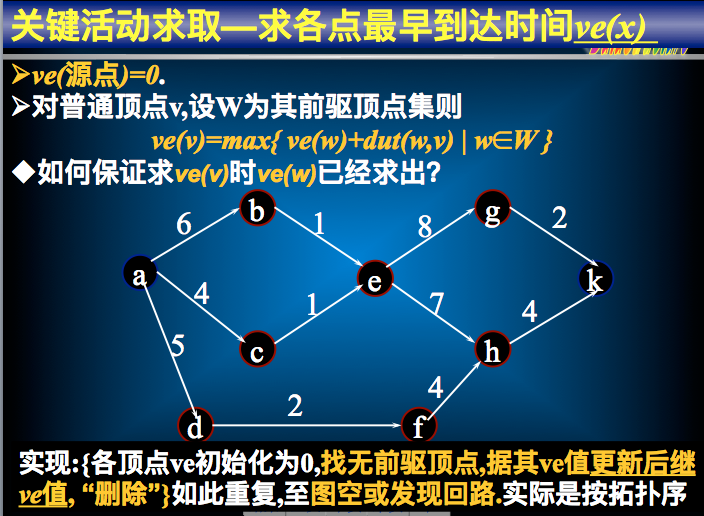 关键活动求取—求各点最早到达时间ve(x)
➢ve(源点)=0.
➢对普通顶点v,设W为其前驱顶点集则
ve(v)=max{ ve(w)+dut(w,v) | w∈W }
◆如何保证求ve(v)时ve(w)已经求出?
b
g
6
1
8
2
a
e
k
4
1
7
4
5
c
h
2
4
d
f
实现:{各顶点ve初始化为0,找无前驱顶点,据其ve值更新后继
ve值, “删除”}如此重复,至图空或发现回路.实际是按拓扑序